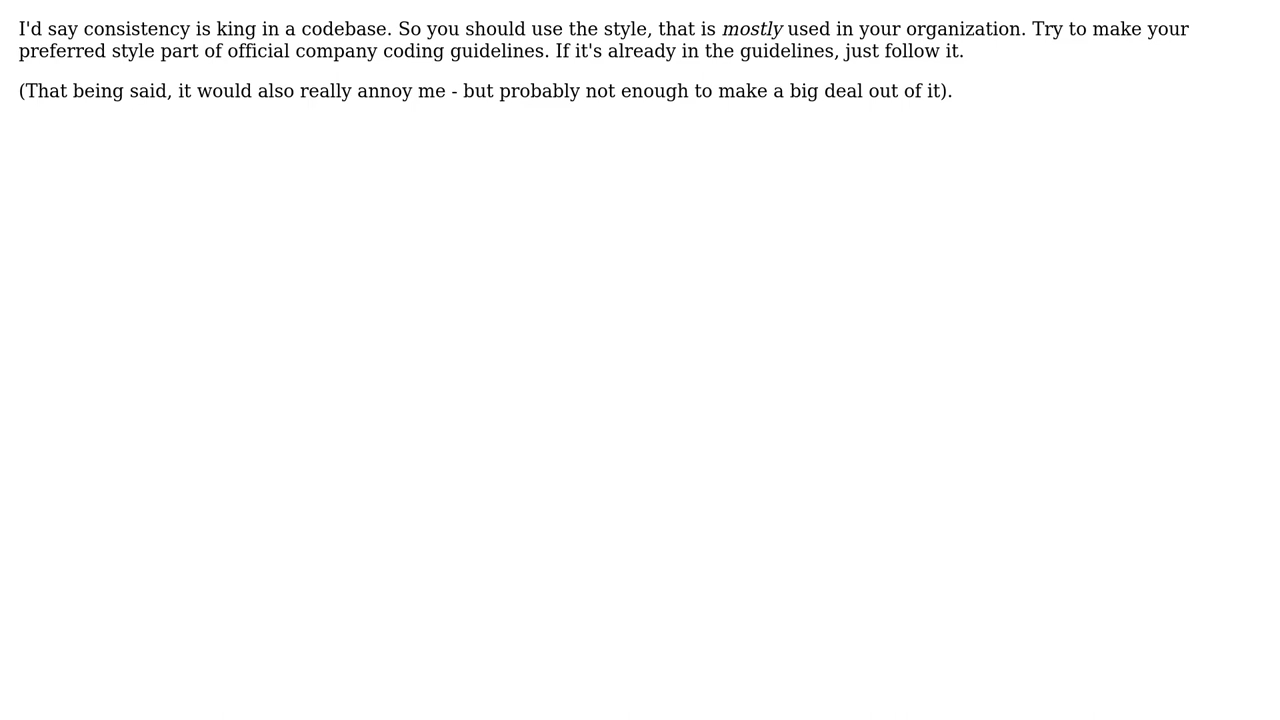 I'd say consistency is king in a codebase. So you should use the style, that is mostly used in your organization. Try to make your
preferred style part of official company coding guidelines. If it's already in the guidelines, just follow it.
(That being said, it would also really annoy me - but probably not enough to make a big deal out of it).